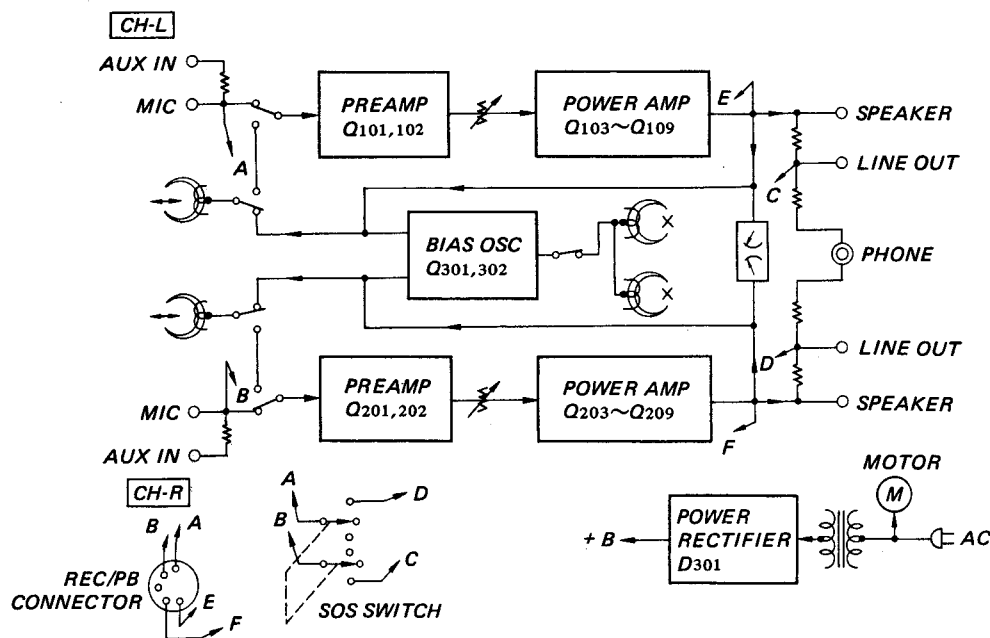 CH-L
AUX IN
MIC
A
PREAMP
Q101,102
POWER AMP
Q103~Q109
E
SPEAKER
LINE OUT
C
BIAS OSC
Q301,302
X
X
PHONE
B
MIC
AUX IN
PREAMP
Q201,202
POWER AMP
Q203~Q209
D
F
LINE OUT
SPEAKER
CH-R
B
A
REC/PB
CONNECTOR
E
F
A
B
D
C
SOS SWITCH
+B
POWER
RECTIFIER
D301
MOTOR
M
AC